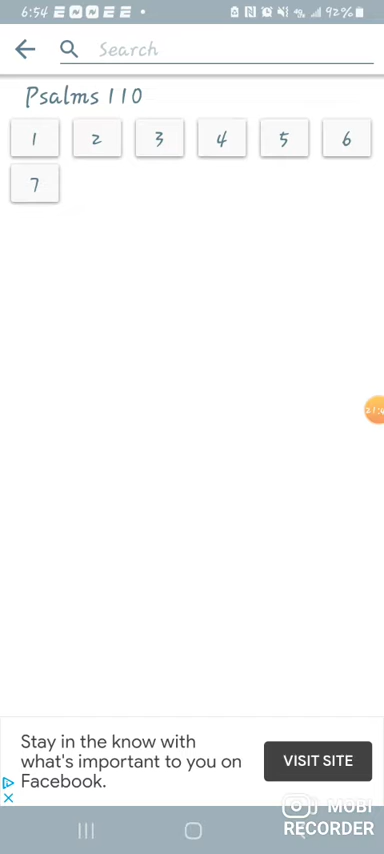 6:54 92%
Search
Psalms 110
1 2 3 4 5 6
7
Stay in the know with
what's important to you on
Facebook.
VISIT SITE
MOBI
RECORDER